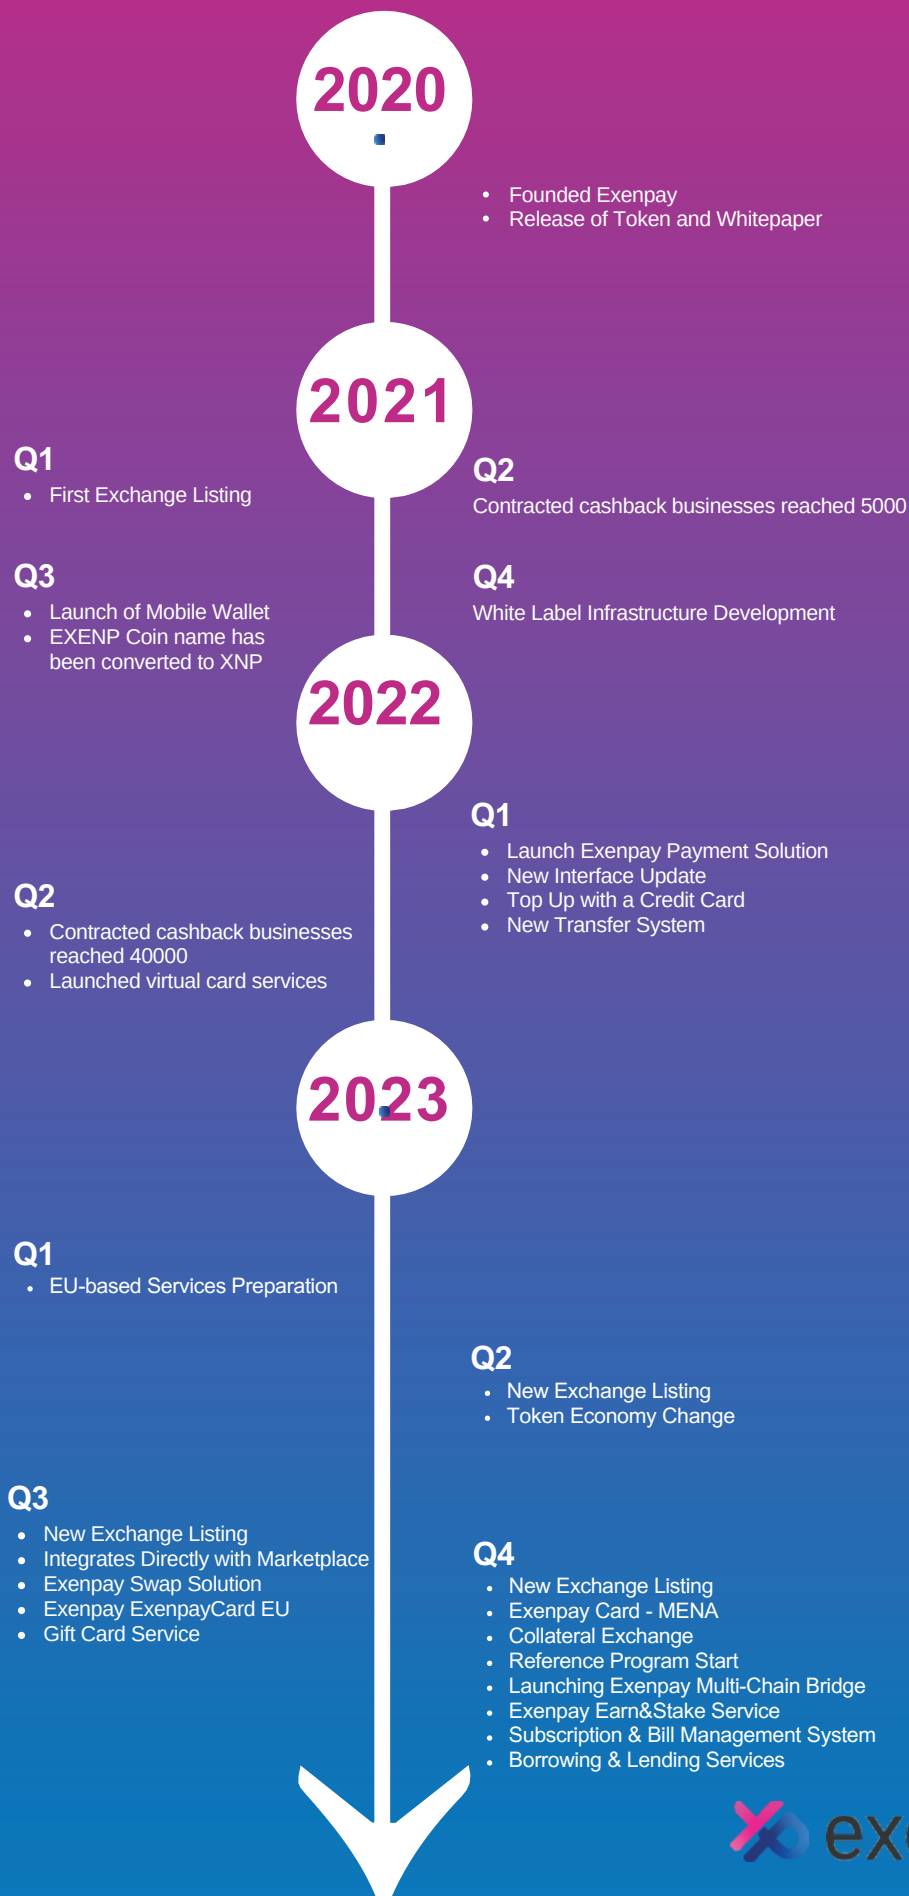 2020
• Founded Exenpay
• Release of Token and Whitepaper
2021
Q1
• First Exchange Listing
Q2
Contracted cashback businesses reached 5000
Q3
• Launch of Mobile Wallet
• EXENP Coin name has
been converted to XNP
Q4
White Label Infrastructure Development
2022
Q1
• Launch Exenpay Payment Solution
• New Interface Update
• Top Up with a Credit Card
• New Transfer System
Q2
• Contracted cashback businesses
reached 40000
• Launched virtual card services
2023
Q1
• EU-based Services Preparation
Q2
• New Exchange Listing
• Token Economy Change
Q3
• New Exchange Listing
• Integrates Directly with Marketplace
• Exenpay Swap Solution
• Exenpay ExenpayCard EU
• Gift Card Service
Q4
• New Exchange Listing
• Exenpay Card - MENA
• Collateral Exchange
• Reference Program Start
• Launching Exenpay Multi-Chain Bridge
• Exenpay Earn&Stake Service
• Subscription & Bill Management System
• Borrowing & Lending Services